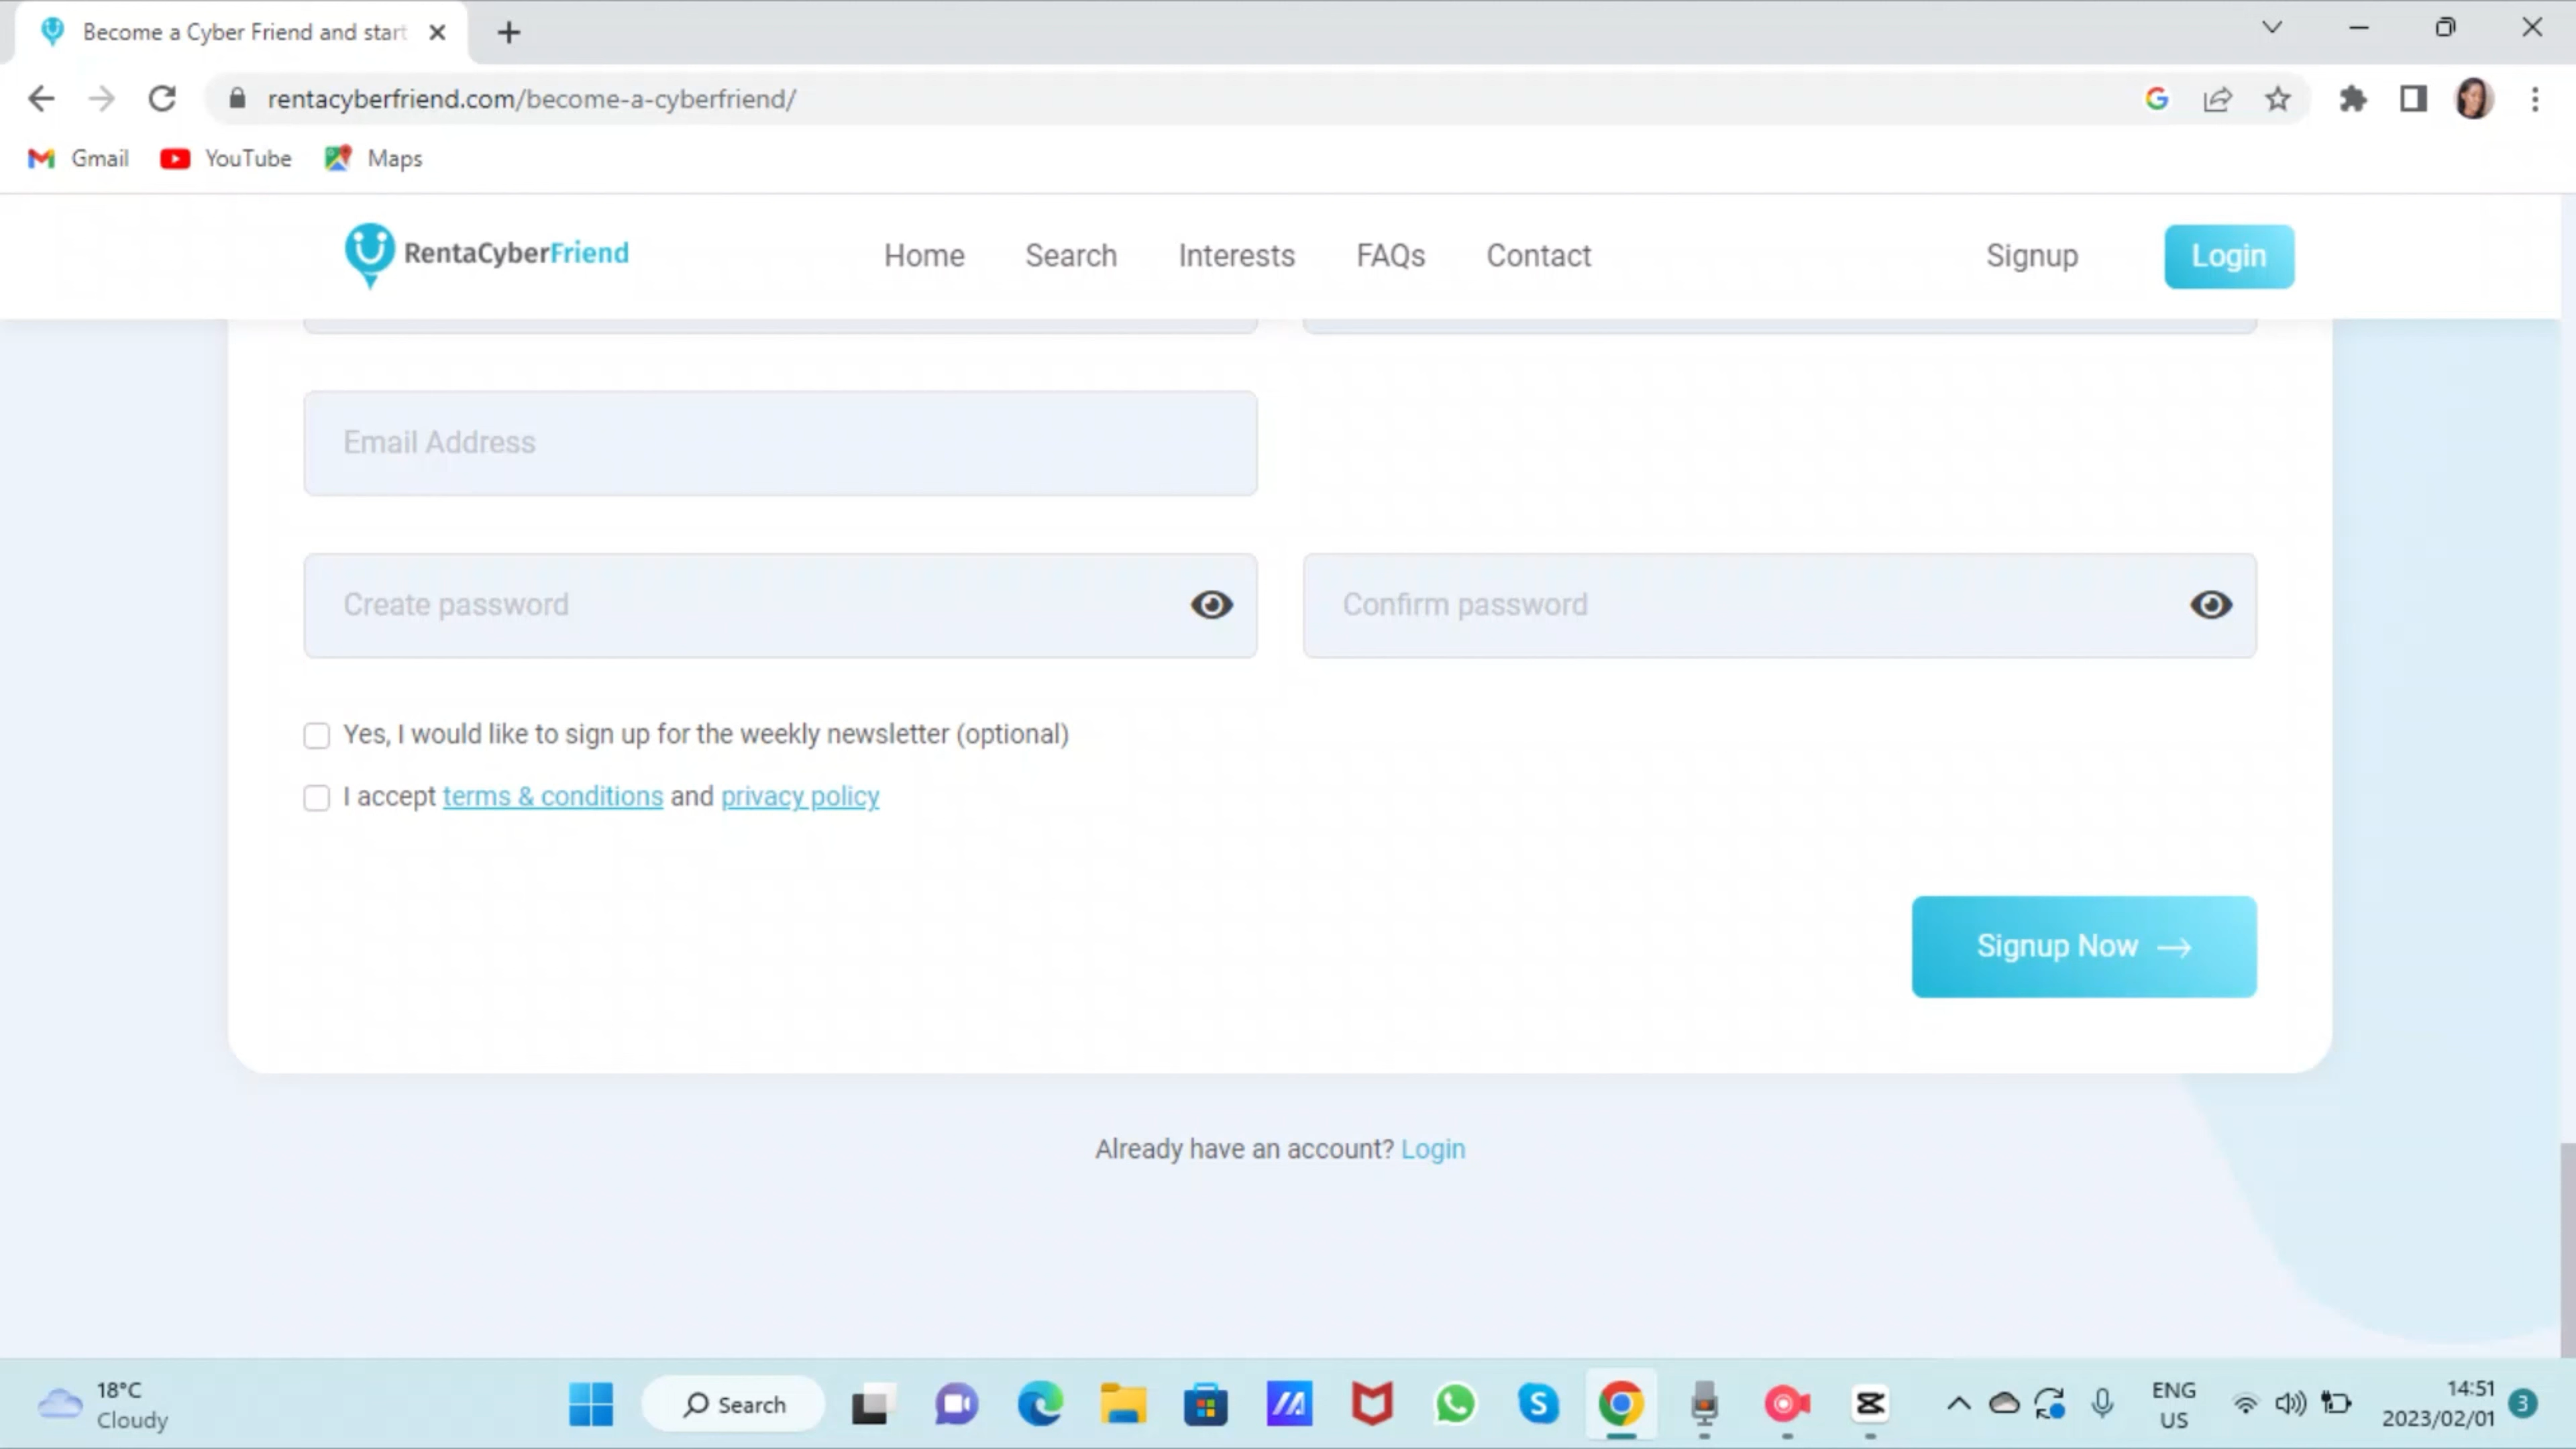 Become a Cyber Friend and start
rentacyberfriend.com/become-a-cyberfriend/
Gmail YouTube Maps
RentaCyberFriend Home Search Interests FAQs Contact Signup Login
Email Address
Create password Confirm password
Yes, I would like to sign up for the weekly newsletter (optional)
I accept terms & conditions and privacy policy
Signup Now →
Already have an account? Login
18°C
Cloudy
Search
ENG
US
14:51
2023/02/01
3